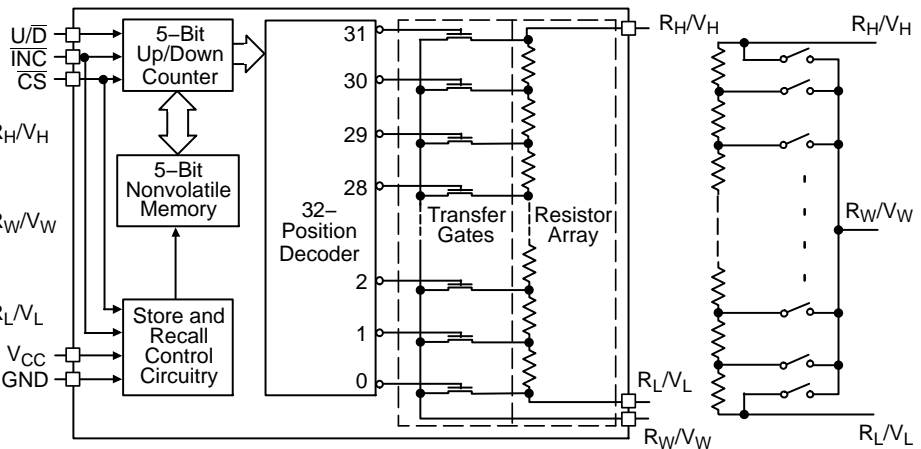 U/D̅
I̅N̅C̅
C̅S̅
R_H/V_H
R_W/V_W
R_L/V_L
V_CC
GND
5–Bit
Up/Down
Counter
5–Bit
Nonvolatile
Memory
Store and
Recall
Control
Circuitry
32–
Position
Decoder
31
30
29
28
2
1
0
Transfer
Gates
Resistor
Array
R_H/V_H
R_L/V_L
R_W/V_W
R_H/V_H
R_W/V_W
R_L/V_L